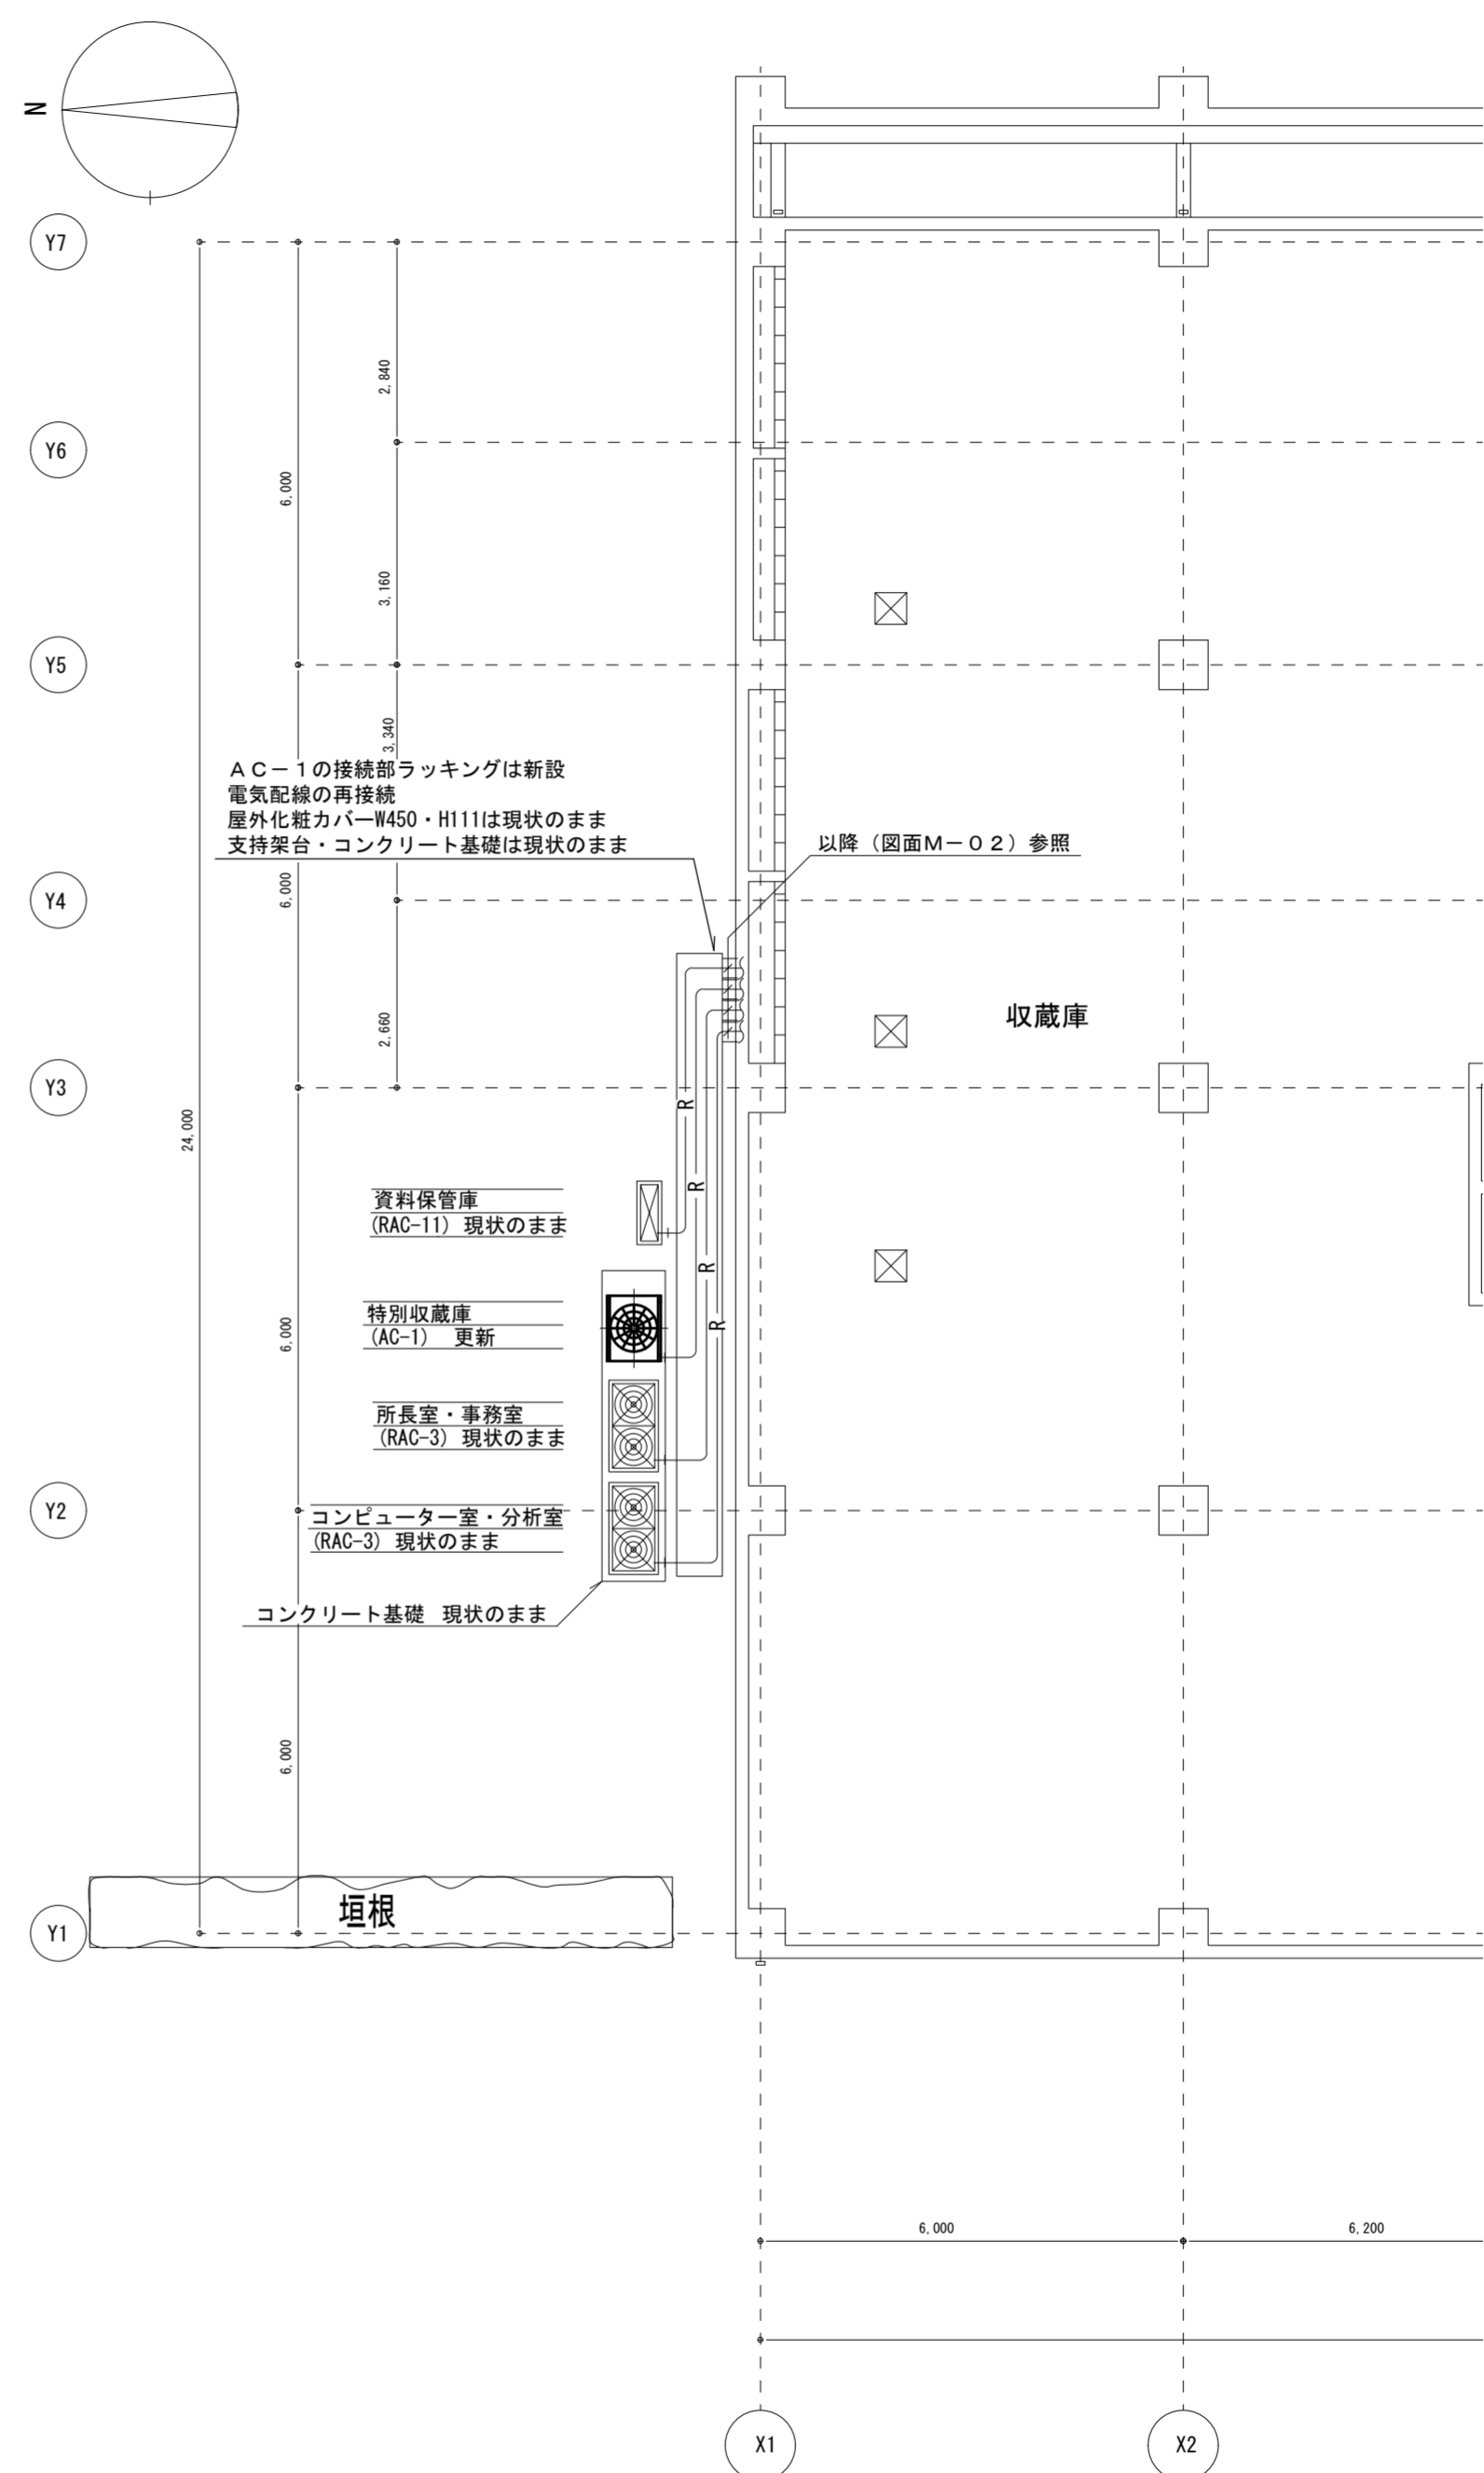 N
Y7
2,840
Y6
6,000
3,160
Y5
3,340
ＡＣ－１の接続部ラッキングは新設
電気配線の再接続
屋外化粧カバーW450・H111は現状のまま
支持架台・コンクリート基礎は現状のまま
以降（図面Ｍ－０２）参照
6,000
Y4
収蔵庫
2,660
Y3
R
24,000
R
資料保管庫
(RAC-11) 現状のまま
R
特別収蔵庫
(AC-1)　更新
R
6,000
所長室・事務室
(RAC-3) 現状のまま
Y2
コンピューター室・分析室
(RAC-3) 現状のまま
コンクリート基礎　現状のまま
6,000
垣根
Y1
6,000
6,200
X1
X2